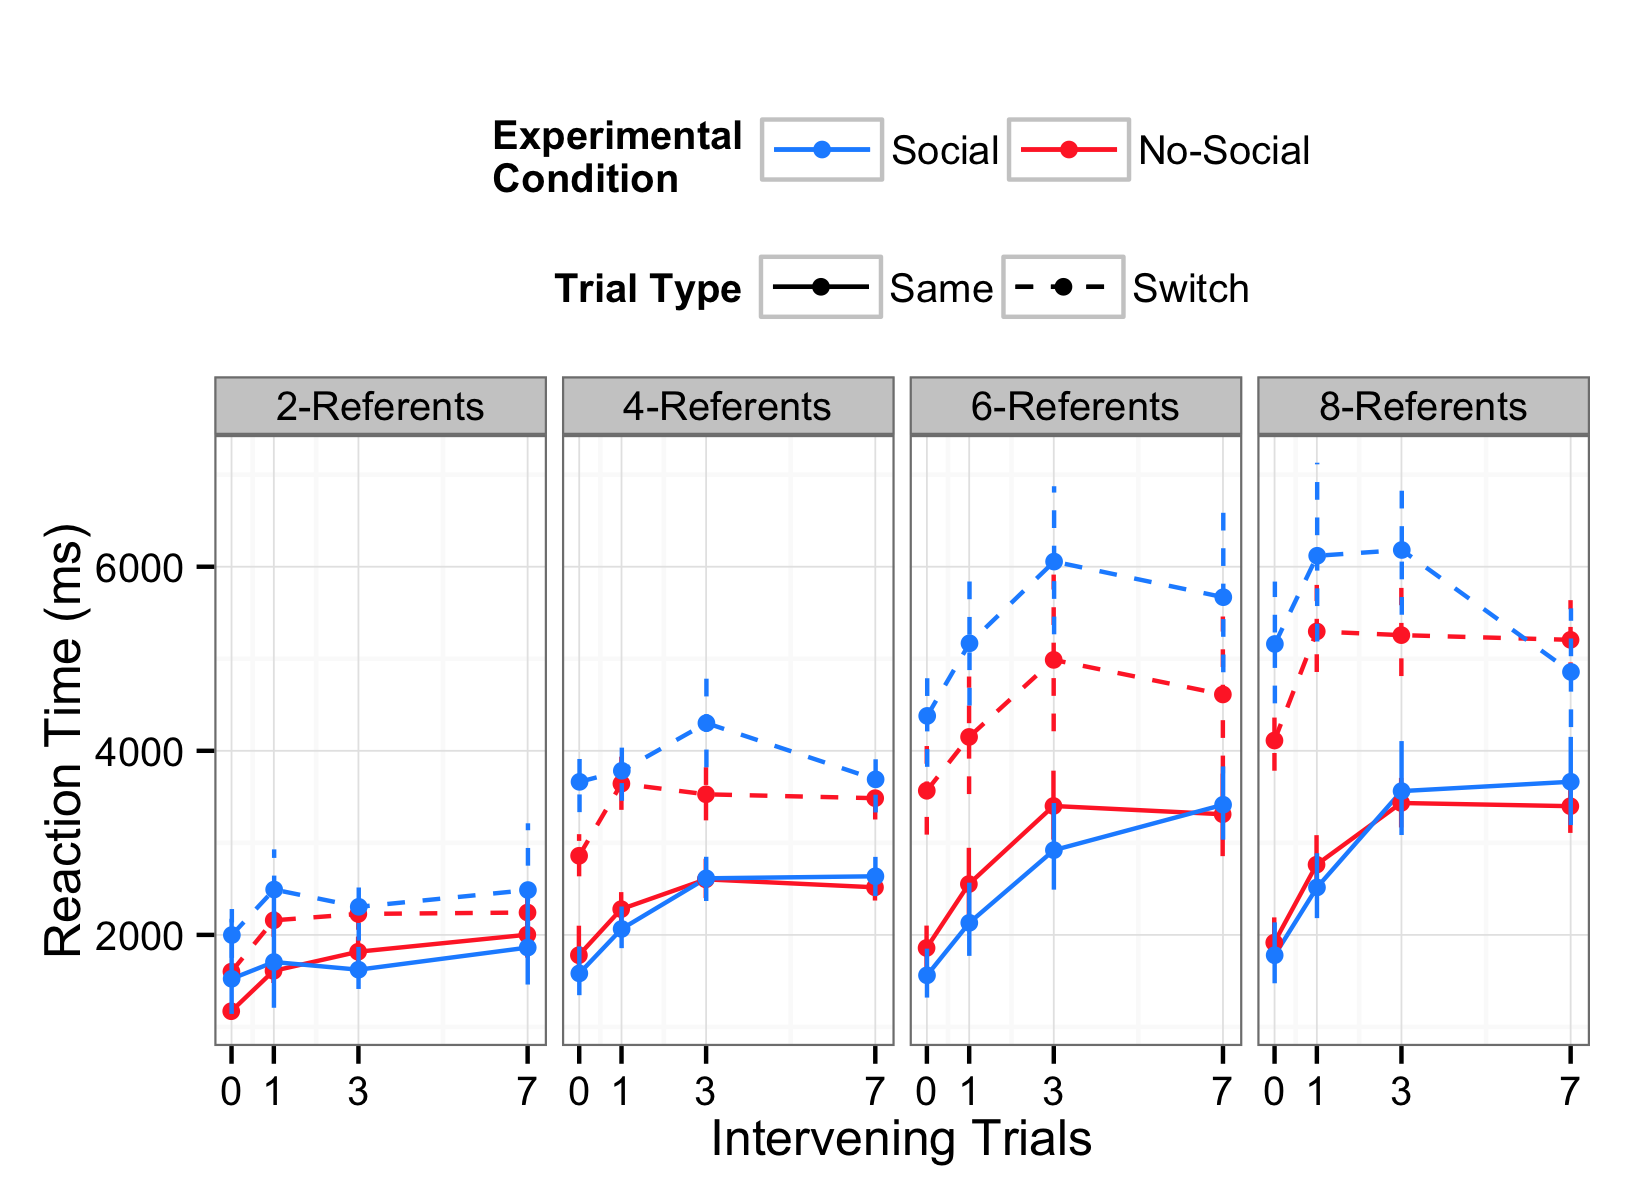 Experimental
Condition
Social
No-Social
Trial Type
Same
Switch
2-Referents
4-Referents
6-Referents
8-Referents
Reaction Time (ms)
6000
4000
2000
0 1 3 7
0 1 3 7
0 1 3 7
0 1 3 7
Intervening Trials